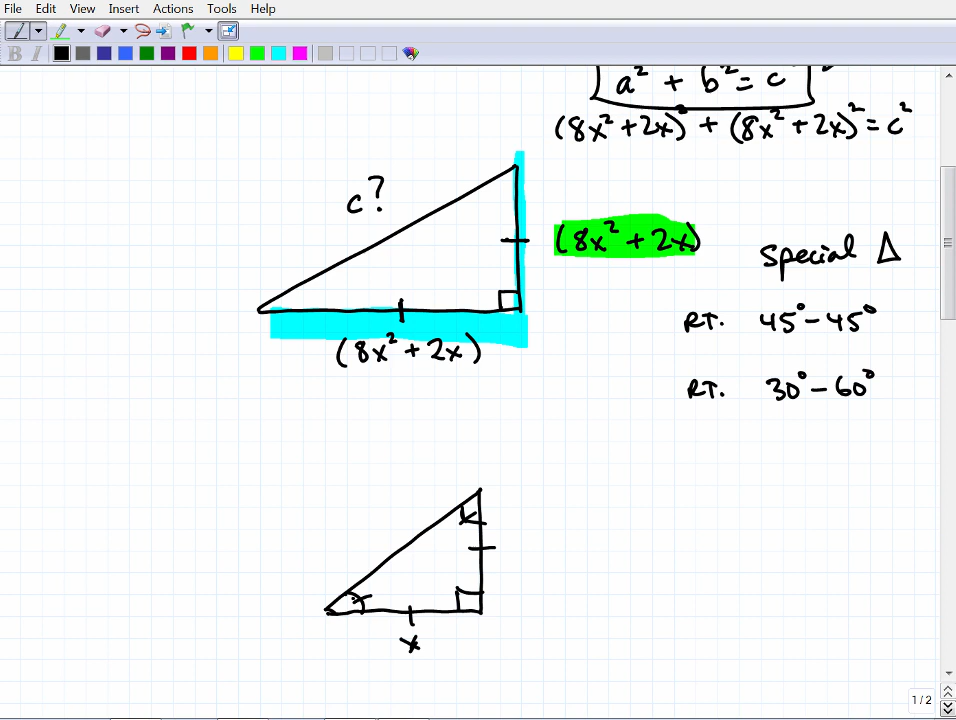 File Edit View Insert Actions Tools Help
B I
a² + b² = c²
(8x² + 2x)² + (8x² + 2x)² = c²
c?
(8x² + 2x)
Special Δ
RT. 45° – 45°
(8x² + 2x)
RT. 30° – 60°
x
1 / 2